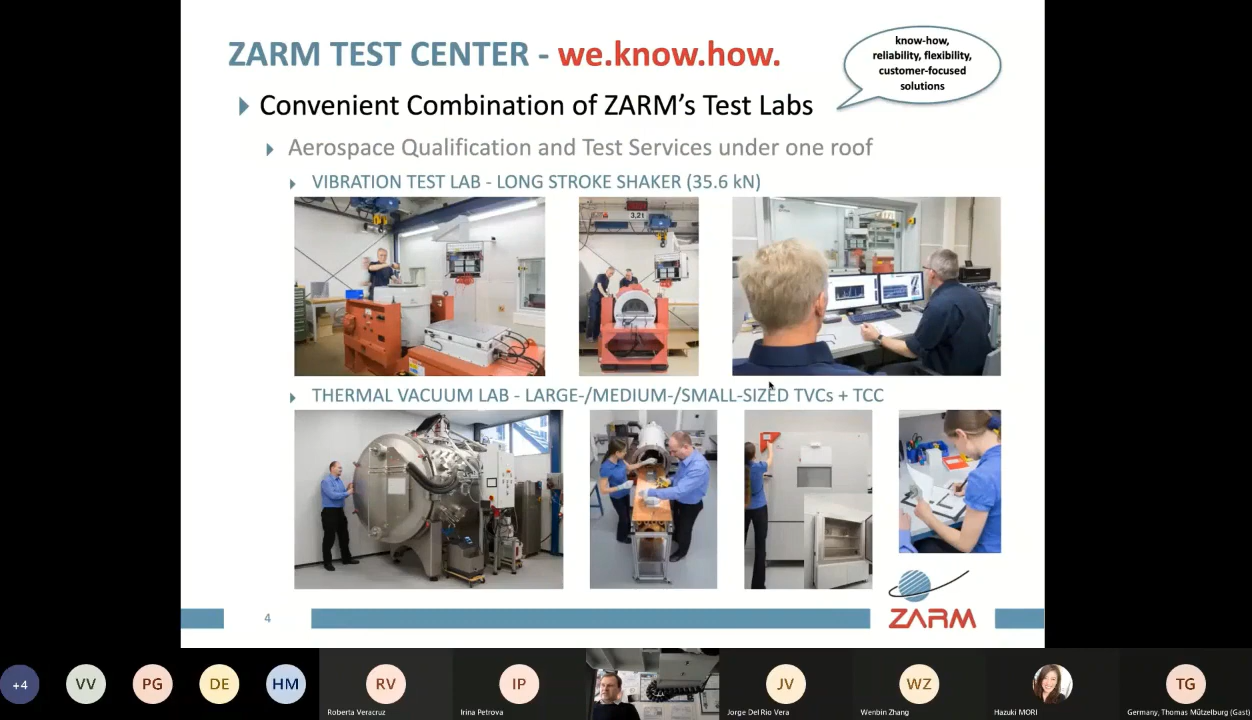 ZARM TEST CENTER - we.know.how.
know-how,
reliability, flexibility,
customer-focused
solutions
Convenient Combination of ZARM's Test Labs
Aerospace Qualification and Test Services under one roof
VIBRATION TEST LAB - LONG STROKE SHAKER (35.6 kN)
3,2t
THERMAL VACUUM LAB - LARGE-/MEDIUM-/SMALL-SIZED TVCs + TCC
4
ZARM
+4
VV
PG
DE
HM
RV
IP
JV
WZ
TG
Roberta Veracruz
Irina Petrova
Jorge Del Rio Vera
Wenbin Zhang
Hazuki MORI
Germany, Thomas Mützelburg (Gast)